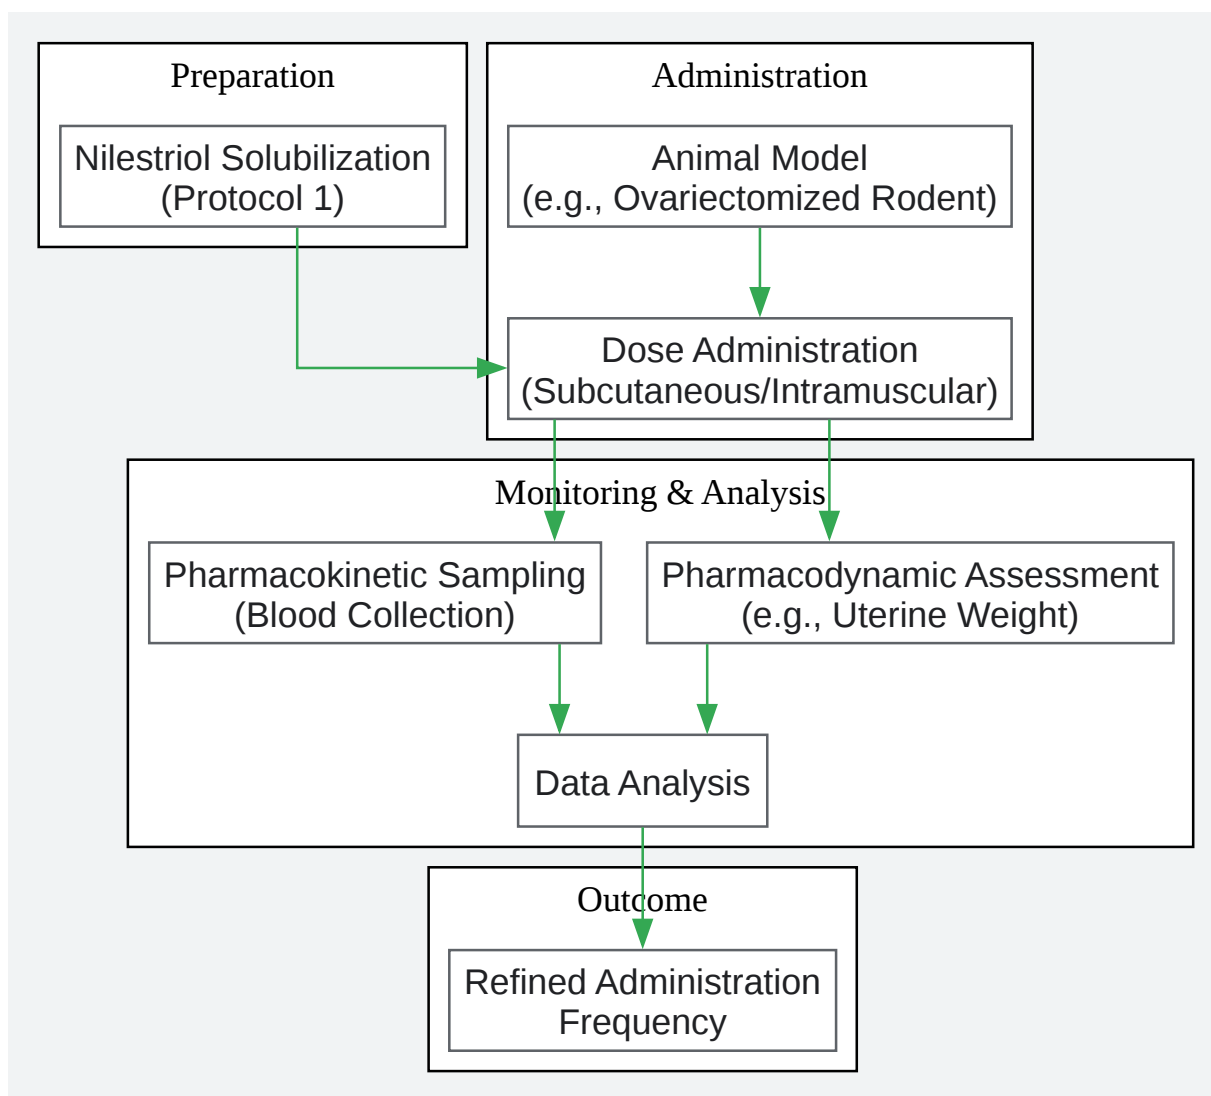 Preparation
Nilestriol Solubilization
(Protocol 1)
Administration
Animal Model
(e.g., Ovariectomized Rodent)
Dose Administration
(Subcutaneous/Intramuscular)
Monitoring & Analysis
Pharmacokinetic Sampling
(Blood Collection)
Pharmacodynamic Assessment
(e.g., Uterine Weight)
Data Analysis
Outcome
Refined Administration
Frequency